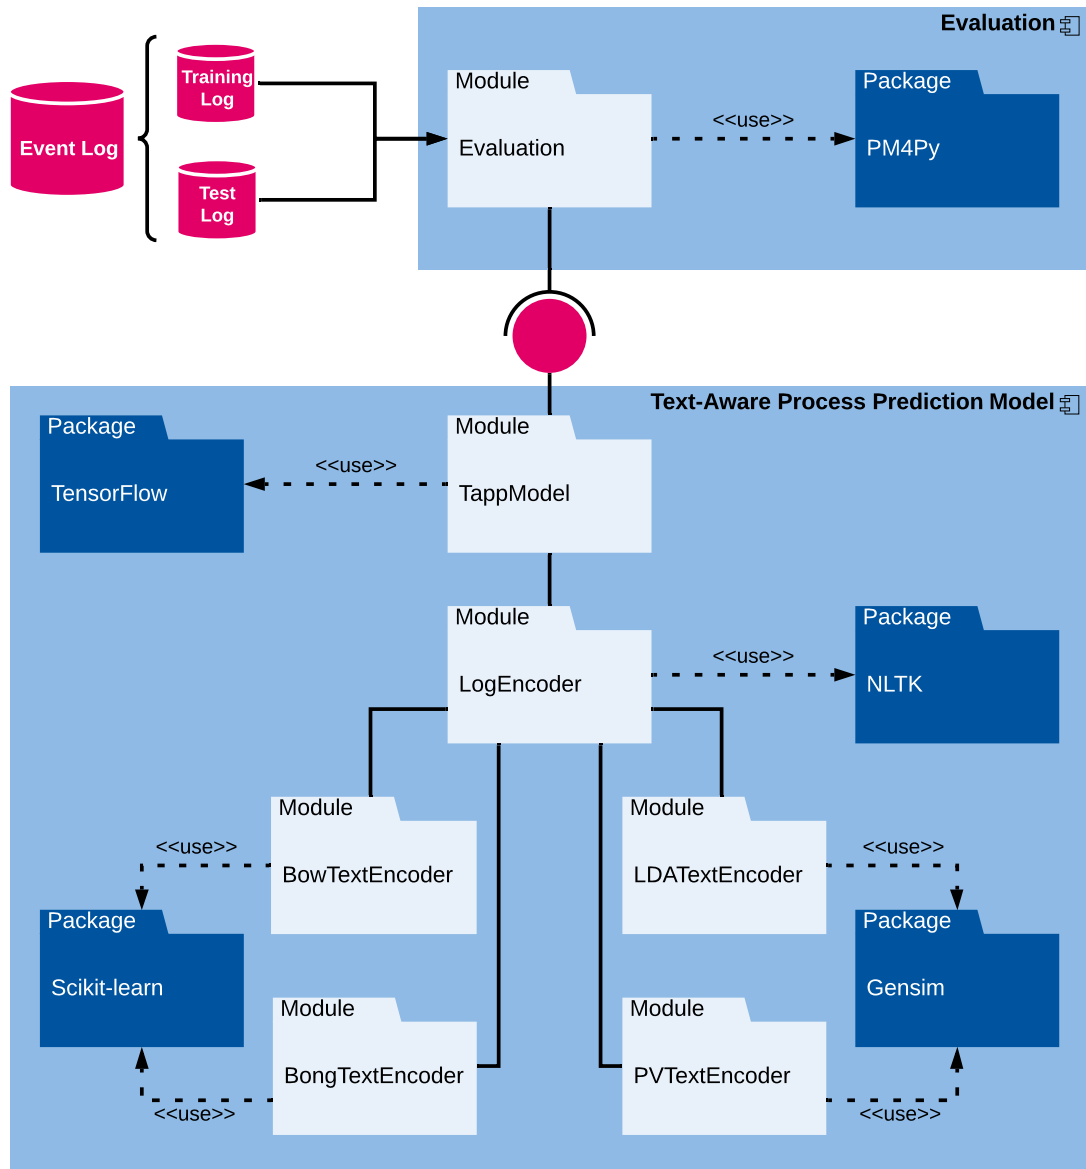 Evaluation
Event Log
Training
Log
Test
Log
Module
Evaluation
<<use>>
Package
PM4Py
Text-Aware Process Prediction Model
Package
TensorFlow
<<use>>
Module
TappModel
Module
LogEncoder
<<use>>
Package
NLTK
Module
BowTextEncoder
<<use>>
Module
LDATextEncoder
<<use>>
Package
Scikit-learn
Package
Gensim
Module
BongTextEncoder
<<use>>
Module
PVTextEncoder
<<use>>